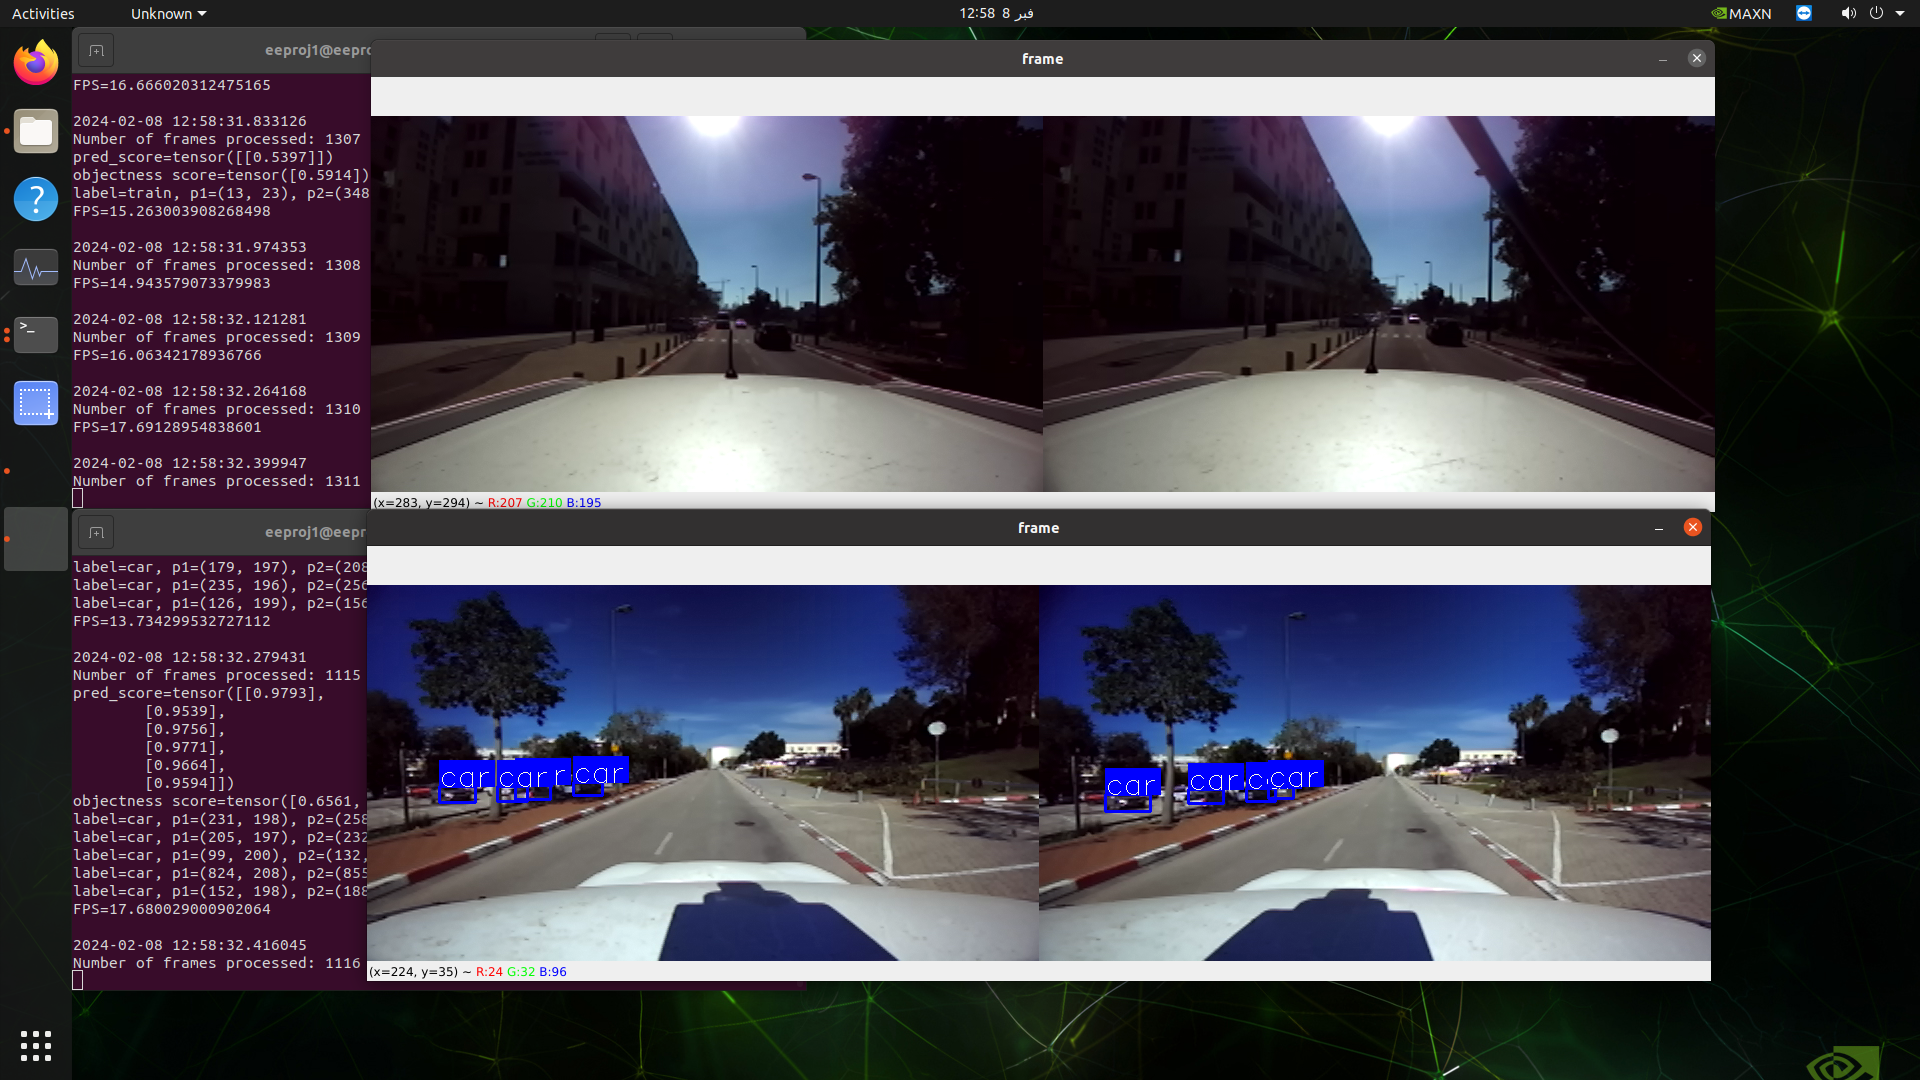 Activities
Unknown
12:58 8 فبر
MAXN
eeproj1@eepro
FPS=16.666020312475165
2024-02-08 12:58:31.833126
Number of frames processed: 1307
pred_score=tensor([[0.5397]])
objectness score=tensor([0.5914])
label=train, p1=(13, 23), p2=(348
FPS=15.263003908268498
2024-02-08 12:58:31.974353
Number of frames processed: 1308
FPS=14.943579073379983
2024-02-08 12:58:32.121281
Number of frames processed: 1309
FPS=16.06342178936766
2024-02-08 12:58:32.264168
Number of frames processed: 1310
FPS=17.69128954838601
2024-02-08 12:58:32.399947
Number of frames processed: 1311
frame
(x=283, y=294) ~ R:207 G:210 B:195
eeproj1@eepr
label=car, p1=(179, 197), p2=(208
label=car, p1=(235, 196), p2=(256
label=car, p1=(126, 199), p2=(156
FPS=13.734299532727112
2024-02-08 12:58:32.279431
Number of frames processed: 1115
pred_score=tensor([[0.9793],
[0.9539],
[0.9756],
[0.9771],
[0.9664],
[0.9594]])
objectness score=tensor([0.6561,
label=car, p1=(231, 198), p2=(258
label=car, p1=(205, 197), p2=(232
label=car, p1=(99, 200), p2=(132,
label=car, p1=(824, 208), p2=(855
label=car, p1=(152, 198), p2=(188
FPS=17.680029000902064
2024-02-08 12:58:32.416045
Number of frames processed: 1116
frame
car car r car
car car c car
(x=224, y=35) ~ R:24 G:32 B:96